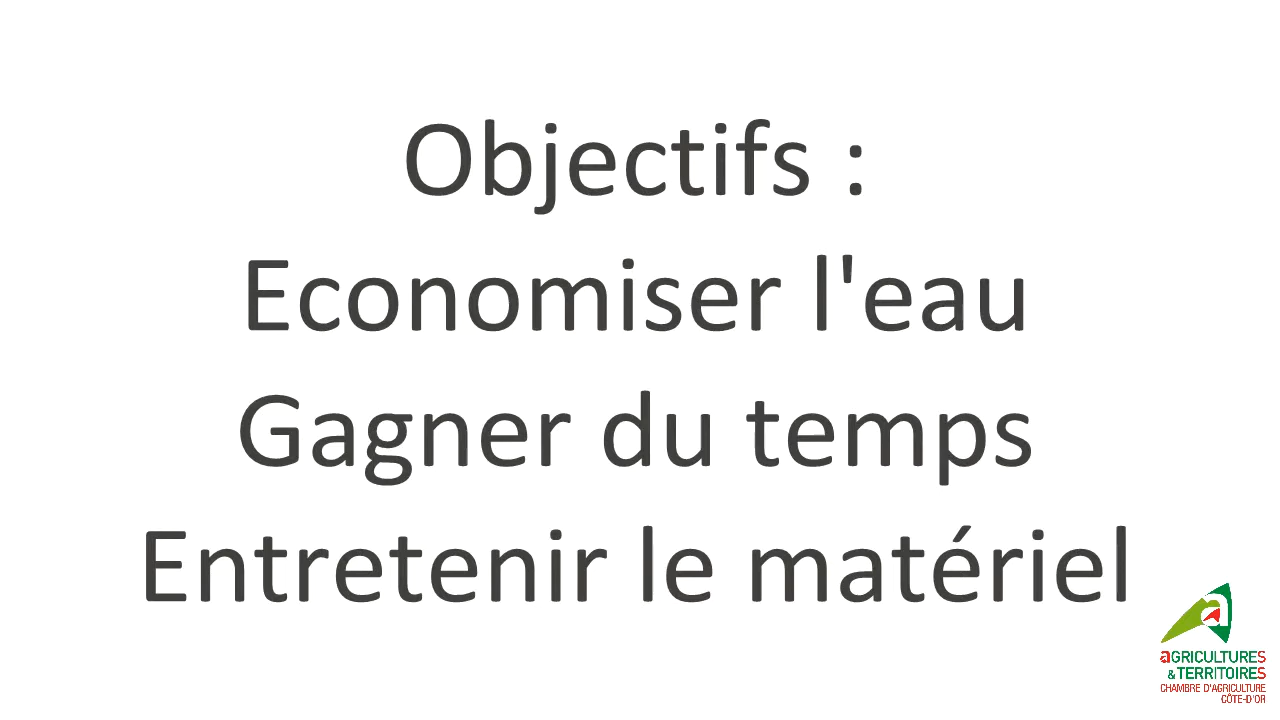 Objectifs :
Economiser l'eau
Gagner du temps
Entretenir le matériel
aGRICULTURES
& TERRITOIRES
CHAMBRE D'AGRICULTURE
CÔTE-D'OR